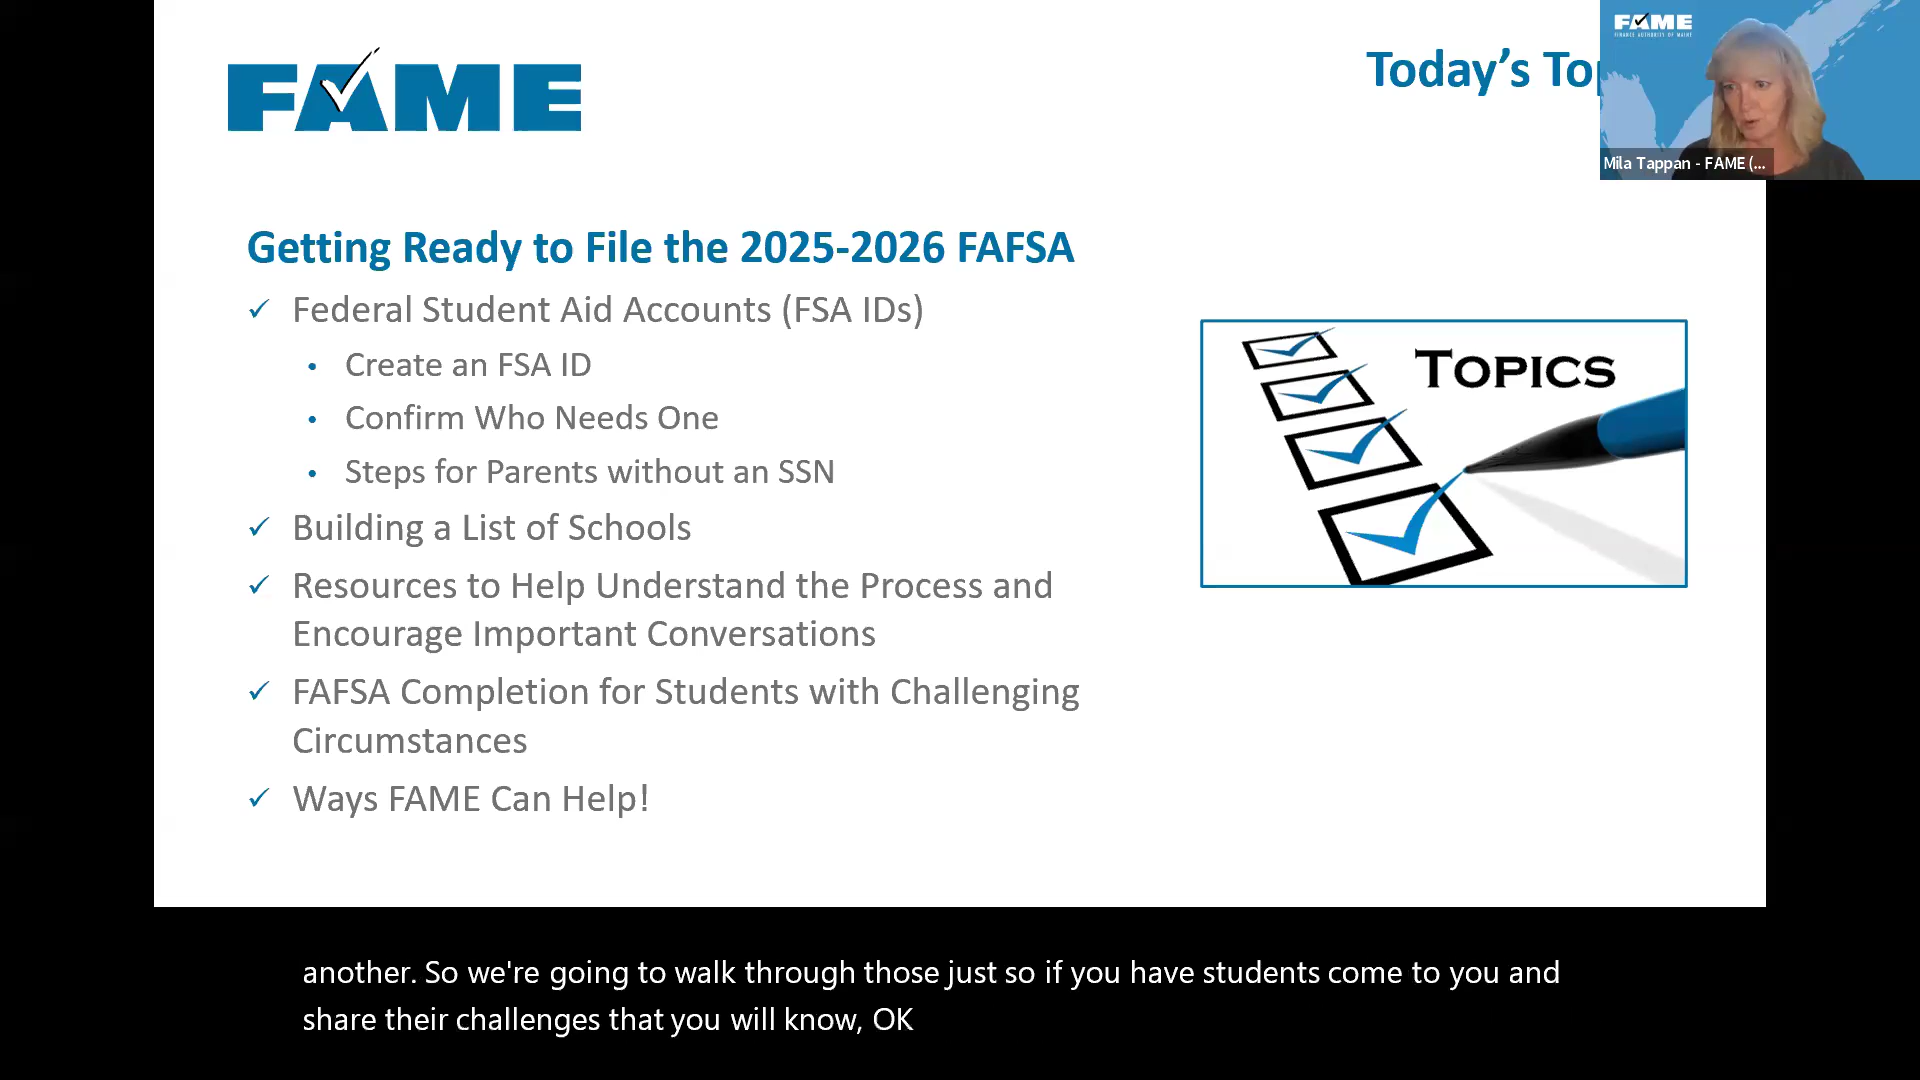 FAME
Today's To
FAME
FINANCE AUTHORITY OF MAINE
Mila Tappan - FAME (...
Getting Ready to File the 2025-2026 FAFSA
✓ Federal Student Aid Accounts (FSA IDs)
• Create an FSA ID
• Confirm Who Needs One
• Steps for Parents without an SSN
✓ Building a List of Schools
✓ Resources to Help Understand the Process and
Encourage Important Conversations
✓ FAFSA Completion for Students with Challenging
Circumstances
✓ Ways FAME Can Help!
TOPICS
another. So we're going to walk through those just so if you have students come to you and
share their challenges that you will know, OK